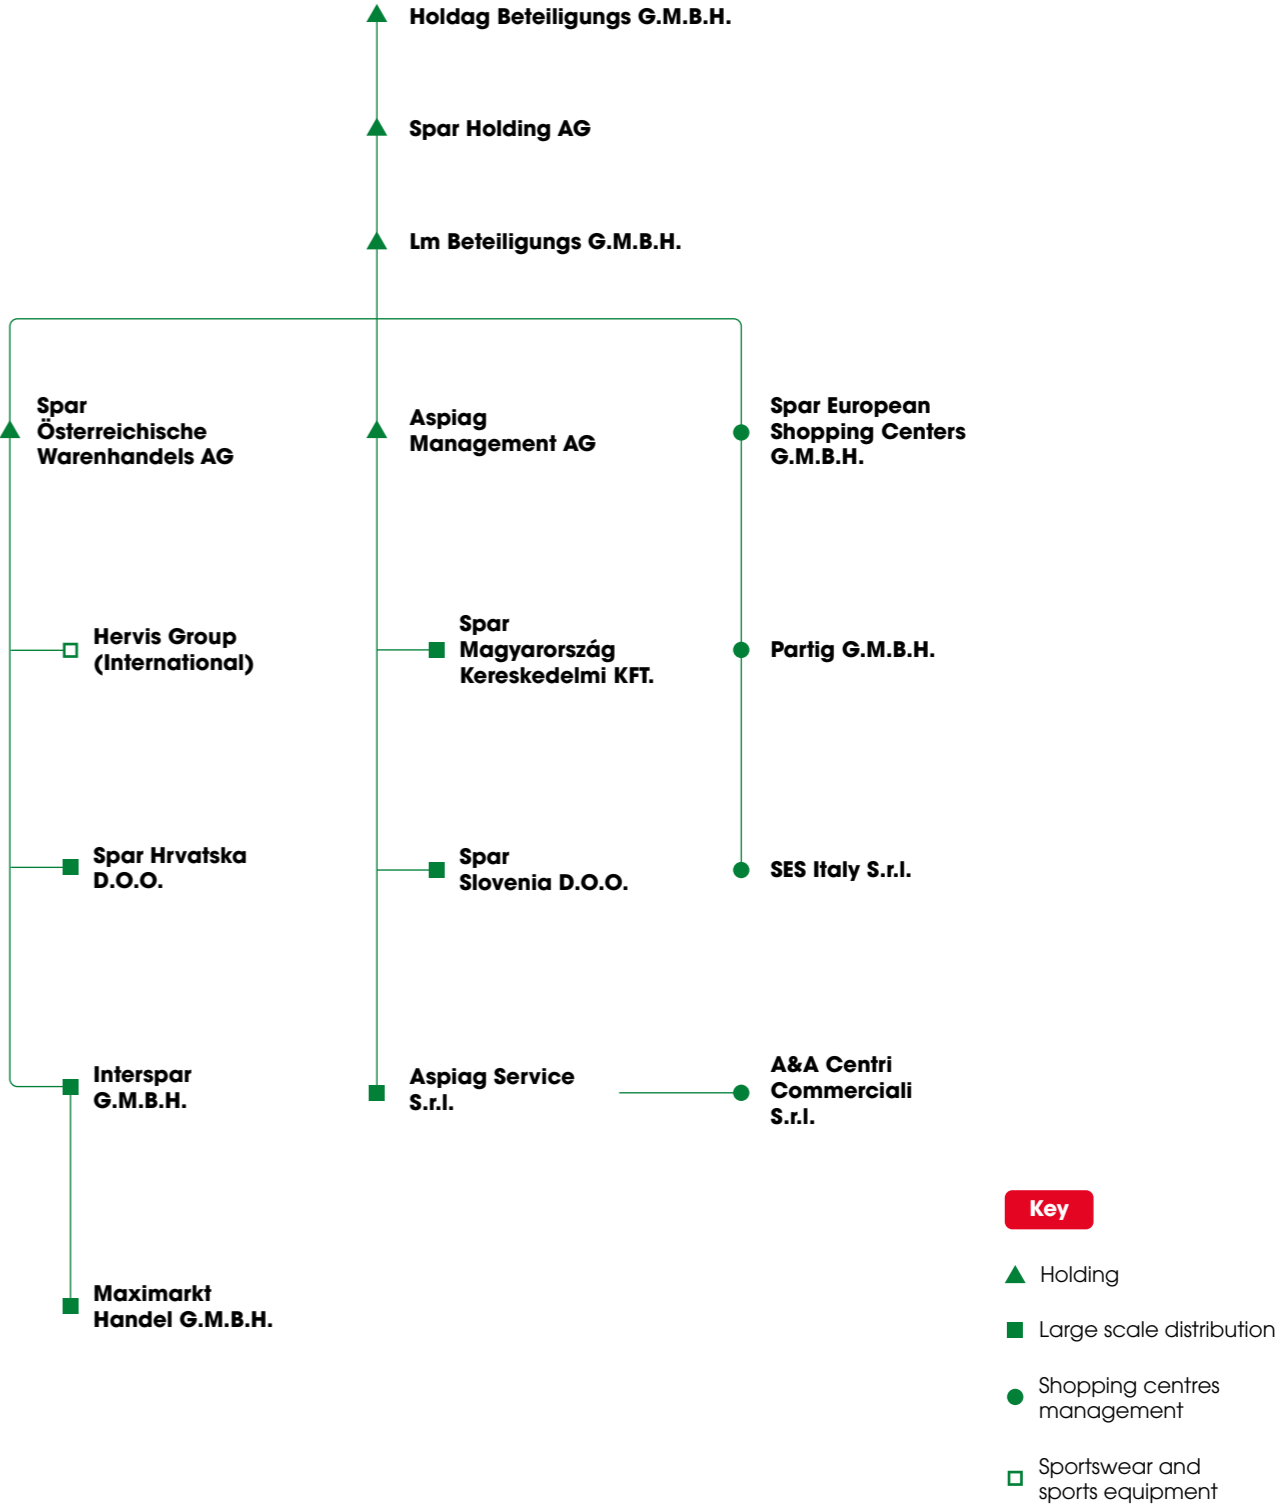 Holdag Beteiligungs G.M.B.H.
Spar Holding AG
Lm Beteiligungs G.M.B.H.
Spar
Österreichische
Warenhandels AG
Aspiag
Management AG
Spar European
Shopping Centers
G.M.B.H.
Hervis Group
(International)
Spar
Magyarország
Kereskedelmi KFT.
Partig G.M.B.H.
Spar Hrvatska
D.O.O.
Spar
Slovenia D.O.O.
SES Italy S.r.l.
Interspar
G.M.B.H.
Aspiag Service
S.r.l.
A&A Centri
Commerciali
S.r.l.
Maximarkt
Handel G.M.B.H.
Key
Holding
Large scale distribution
Shopping centres
management
Sportswear and
sports equipment